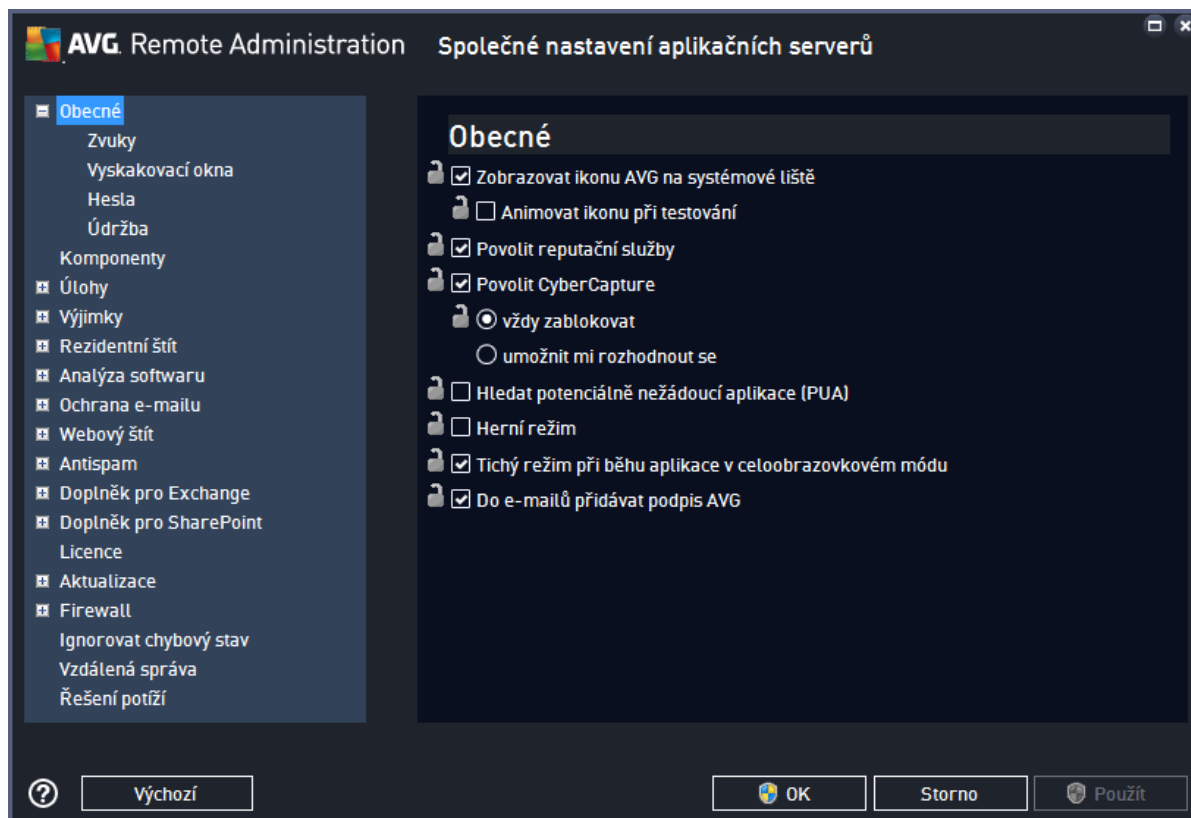 AVG. Remote Administration
Společné nastavení aplikačních serverů
Obecné
Zvuky
Vyskakovací okna
Hesla
Údržba
Komponenty
Úlohy
Výjimky
Rezidentní štít
Analýza softwaru
Ochrana e-mailu
Webový štít
Antispam
Doplněk pro Exchange
Doplněk pro SharePoint
Licence
Aktualizace
Firewall
Ignorovat chybový stav
Vzdálená správa
Řešení potíží
Obecné
Zobrazovat ikonu AVG na systémové liště
Animovat ikonu při testování
Povolit reputační služby
Povolit CyberCapture
vždy zablokovat
umožnit mi rozhodnout se
Hledat potenciálně nežádoucí aplikace (PUA)
Herní režim
Tichý režim při běhu aplikace v celoobrazovkovém módu
Do e-mailů přidávat podpis AVG
Výchozí
OK
Storno
Použít